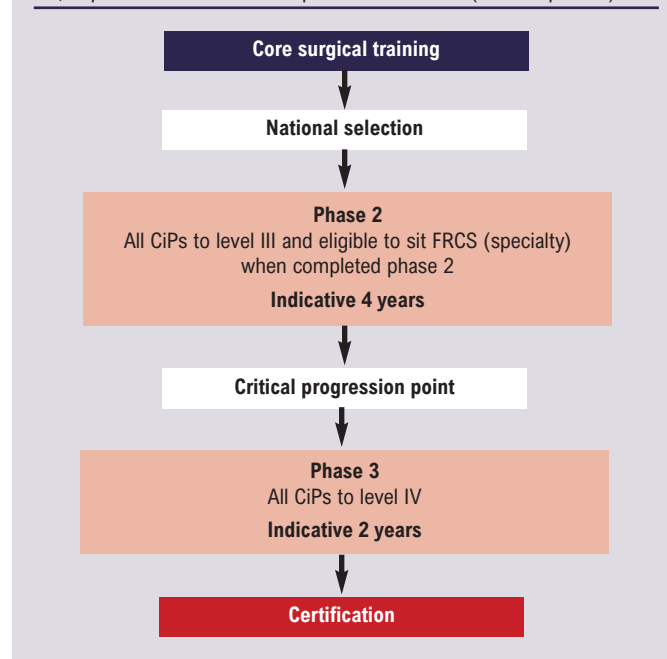 Core surgical training
National selection
Phase 2
All CiPs to level III and eligible to sit FRCS (specialty)
when completed phase 2
Indicative 4 years
Critical progression point
Phase 3
All CiPs to level IV
Indicative 2 years
Certification